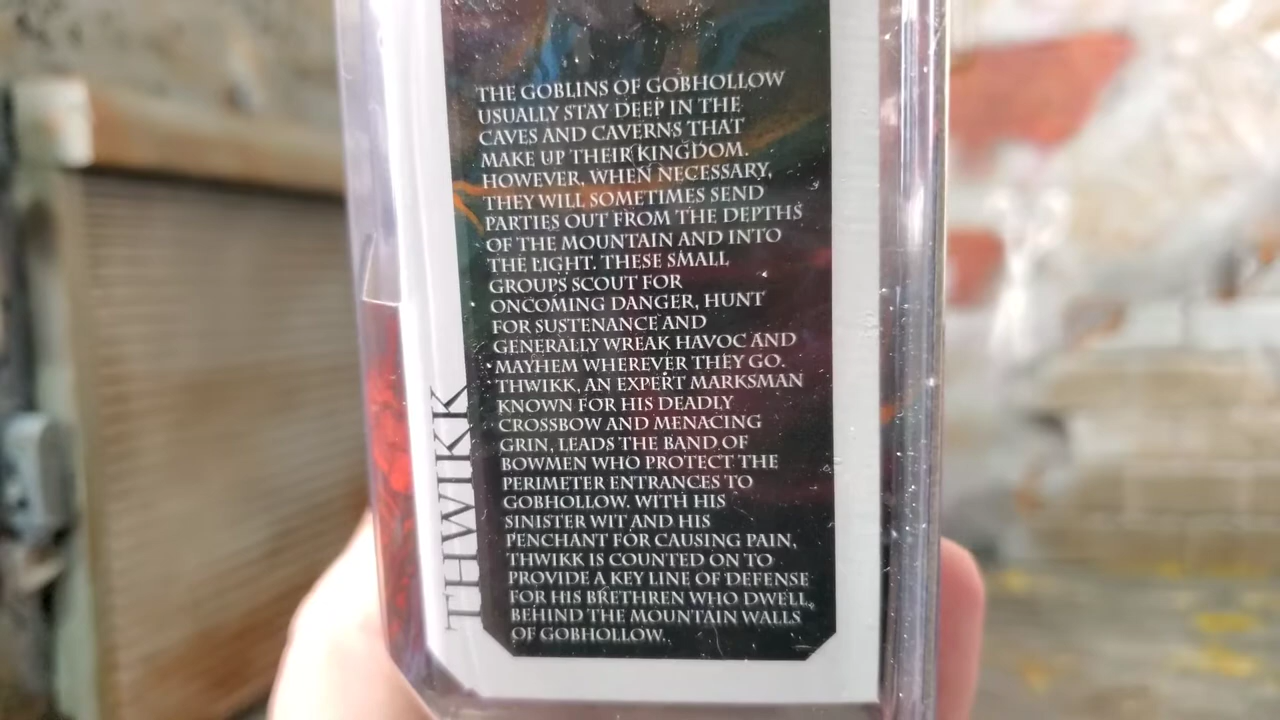 THE GOBLINS OF GOBHOLLOW
USUALLY STAY DEEP IN THE
CAVES AND CAVERNS THAT
MAKE UP THEIR KINGDOM.
HOWEVER, WHEN NECESSARY,
THEY WILL SOMETIMES SEND
PARTIES OUT FROM THE DEPTHS
OF THE MOUNTAIN AND INTO
THE LIGHT. THESE SMALL
GROUPS SCOUT FOR
ONCOMING DANGER, HUNT
FOR SUSTENANCE AND
GENERALLY WREAK HAVOC AND
MAYHEM WHEREVER THEY GO.
THWIKK, AN EXPERT MARKSMAN
KNOWN FOR HIS DEADLY
CROSSBOW AND MENACING
GRIN, LEADS THE BAND OF
BOWMEN WHO PROTECT THE
PERIMETER ENTRANCES TO
GOBHOLLOW. WITH HIS
SINISTER WIT AND HIS
PENCHANT FOR CAUSING PAIN,
THWIKK IS COUNTED ON TO
PROVIDE A KEY LINE OF DEFENSE
FOR HIS BRETHREN WHO DWELL
BEHIND THE MOUNTAIN WALLS
OF GOBHOLLOW.
THWIKK